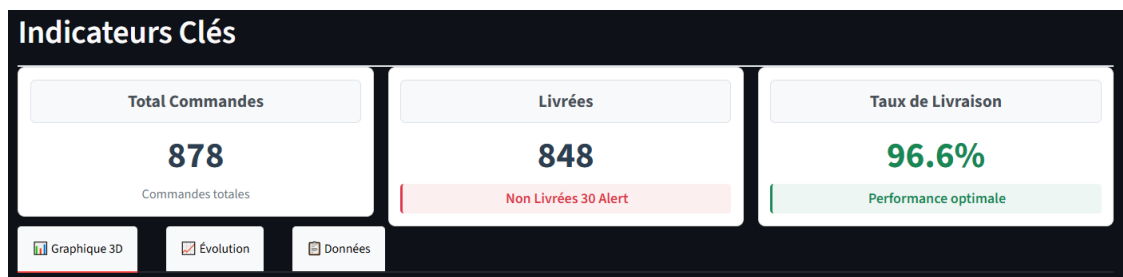 Indicateurs Clés
Total Commandes
878
Commandes totales
Livrées
848
Non Livrées 30 Alert
Taux de Livraison
96.6%
Performance optimale
Graphique 3D
Évolution
Données